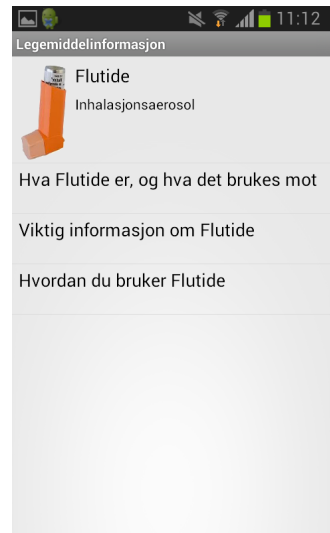 11:12
Legemiddelinformasjon
Flutide
Inhalasjonsaerosol
Hva Flutide er, og hva det brukes mot
Viktig informasjon om Flutide
Hvordan du bruker Flutide